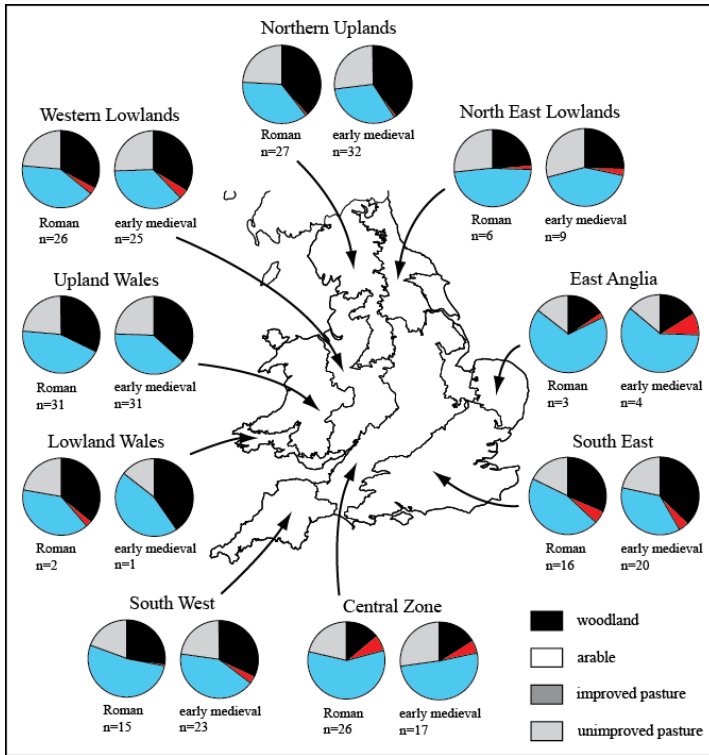 Northern Uplands
Roman
n=27
early medieval
n=32
Western Lowlands
Roman
n=26
early medieval
n=25
North East Lowlands
Roman
n=6
early medieval
n=9
Upland Wales
Roman
n=31
early medieval
n=31
East Anglia
Roman
n=3
early medieval
n=4
Lowland Wales
Roman
n=2
early medieval
n=1
South East
Roman
n=16
early medieval
n=20
South West
Roman
n=15
early medieval
n=23
Central Zone
Roman
n=26
early medieval
n=17
woodland
arable
improved pasture
unimproved pasture